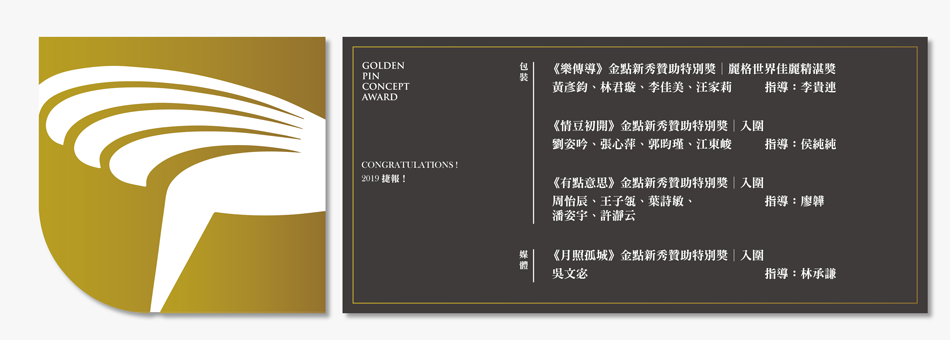 GOLDEN
PIN
CONCEPT
AWARD
CONGRATULATIONS !
2019 捷報！
包裝
《樂傳導》金點新秀贊助特別獎｜麗格世界佳麗精湛獎
黃彥鈞、林君璇、李佳美、汪家莉 指導：李貴連
《情豆初開》金點新秀贊助特別獎｜入圍
劉姿吟、張心萍、郭昀瑾、江東峻 指導：侯純純
《有點意思》金點新秀贊助特別獎｜入圍
周怡辰、王子瓴、葉詩敏、 指導：廖韡
潘姿宇、許瀞云
媒體
《月照孤城》金點新秀贊助特別獎｜入圍
吳文宓 指導：林承謙